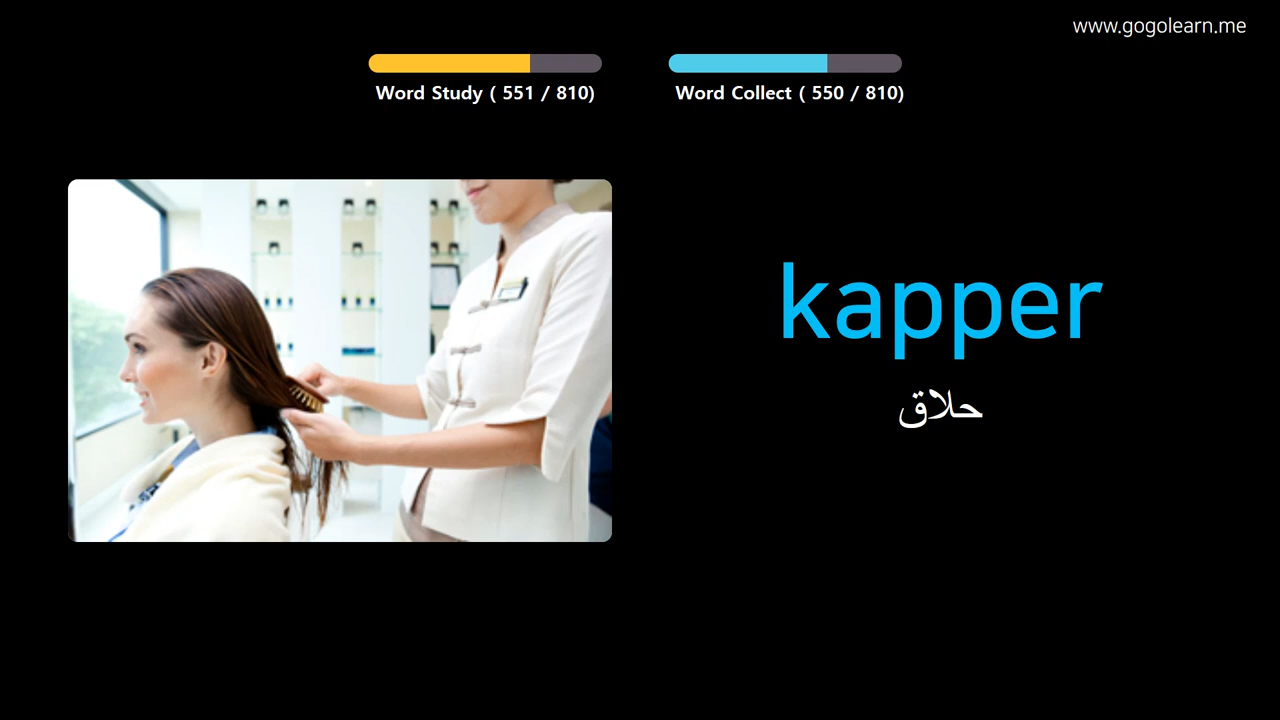 www.gogolearn.me
Word Study ( 551 / 810)
Word Collect ( 550 / 810)
kapper
حلاق